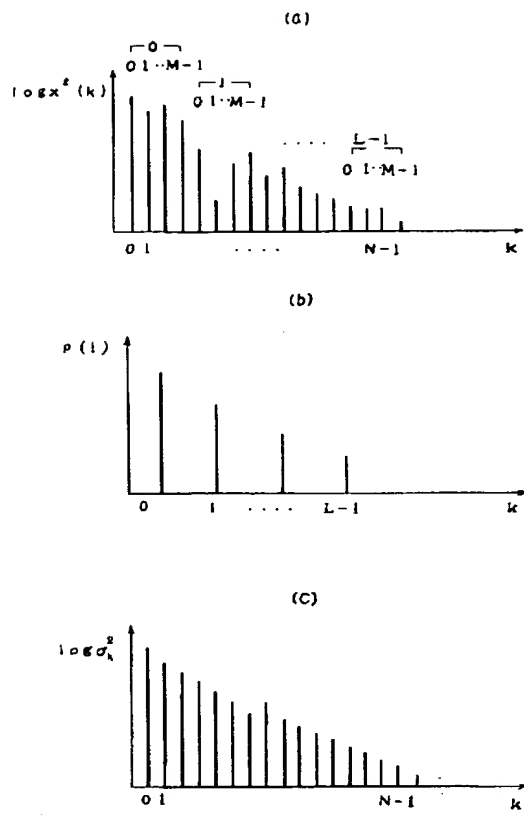 (a)
0
0 1 ·· M-1
log x² (k)
1
0 1 ·· M-1
· · · · L-1
0 1 ·· M-1
0 1 · · · · N-1 k
(b)
P (1)
0 1 · · · · L-1 k
(C)
log σ²ₖ
0 1 N-1 k